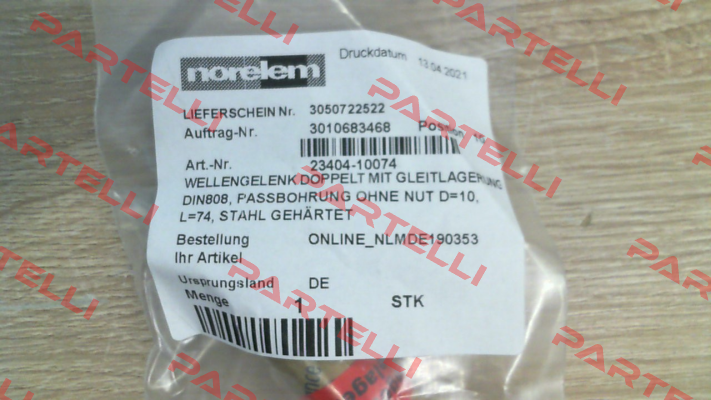 norelem
Druckdatum 13.04.2021
LIEFERSCHEIN Nr. 3050722522
Auftrag-Nr. 3010683468 Position
Art.-Nr. 23404-10074
WELLENGELENK DOPPELT MIT GLEITLAGERUNG
DIN808, PASSBOHRUNG OHNE NUT D=10,
L=74, STAHL GEHÄRTET
Bestellung ONLINE_NLMDE190353
Ihr Artikel
Ursprungsland DE
Menge 1 STK
PARTELLI
PARTELLI
PARTELLI
PARTELLI
PARTELLI
PARTELLI
PARTELLI